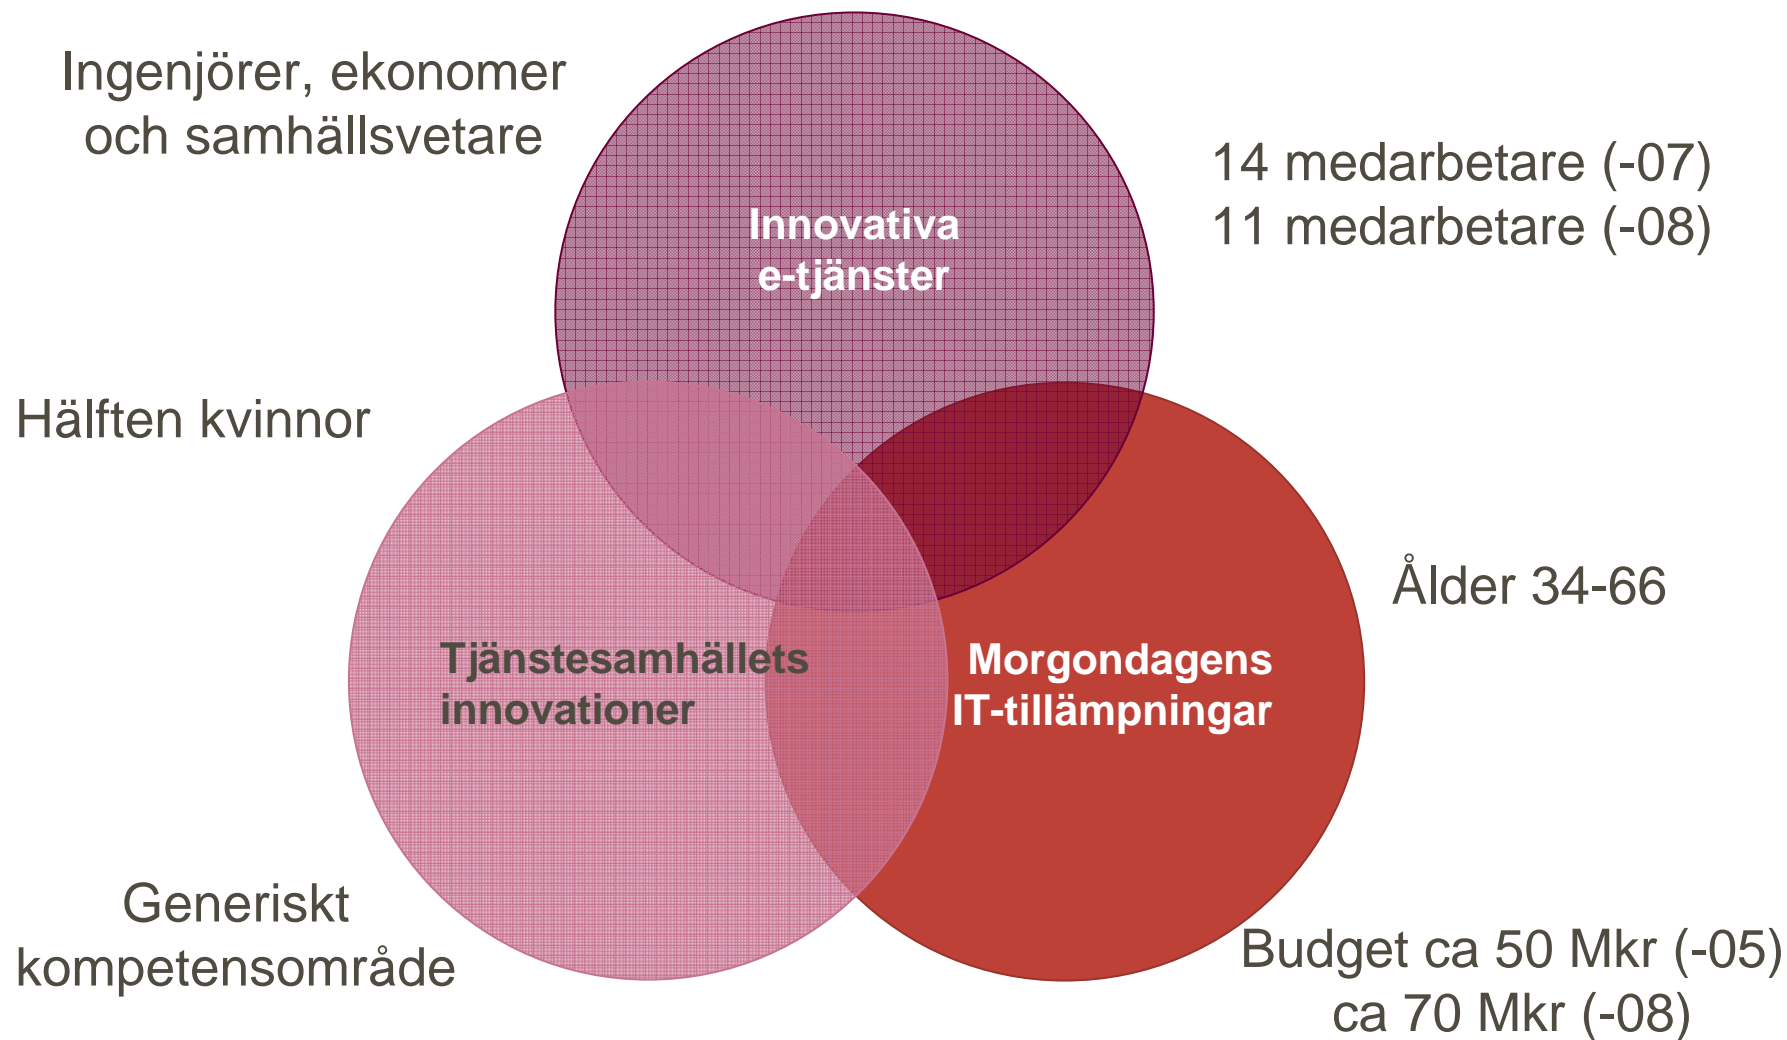 Ingenjörer, ekonomer
och samhällsvetare
14 medarbetare (-07)
11 medarbetare (-08)
Innovativa
e-tjänster
Hälften kvinnor
Ålder 34-66
Tjänstesamhällets
innovationer
Morgondagens
IT-tillämpningar
Generiskt
kompetensområde
Budget ca 50 Mkr (-05)
ca 70 Mkr (-08)